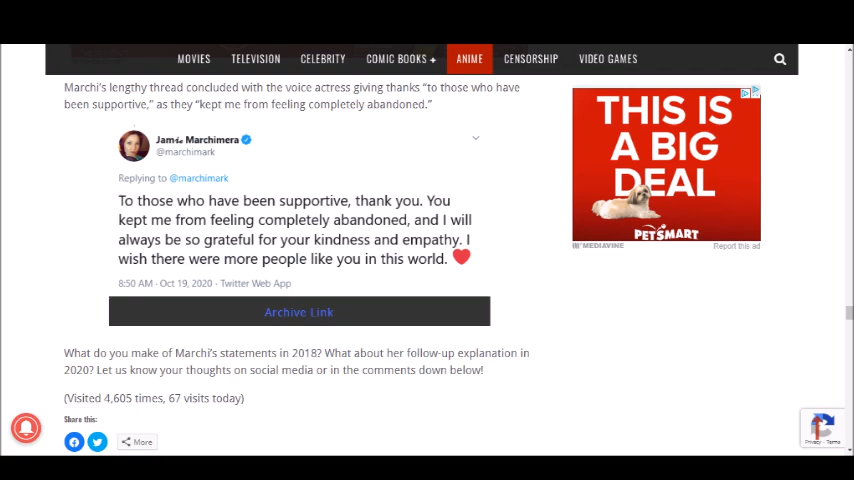 MOVIES TELEVISION CELEBRITY COMIC BOOKS + ANIME CENSORSHIP VIDEO GAMES
Marchi's lengthy thread concluded with the voice actress giving thanks "to those who have
been supportive," as they "kept me from feeling completely abandoned."
Jamie Marchimera
@marchimark
Replying to @marchimark
To those who have been supportive, thank you. You
kept me from feeling completely abandoned, and I will
always be so grateful for your kindness and empathy. I
wish there were more people like you in this world. ❤
8:50 AM · Oct 19, 2020 · Twitter Web App
Archive Link
What do you make of Marchi's statements in 2018? What about her follow-up explanation in
2020? Let us know your thoughts on social media or in the comments down below!
(Visited 4,605 times, 67 visits today)
Share this:
More
THIS IS
A BIG
DEAL
PETSMART
MEDIAVINE
Report this ad
Privacy - Terms